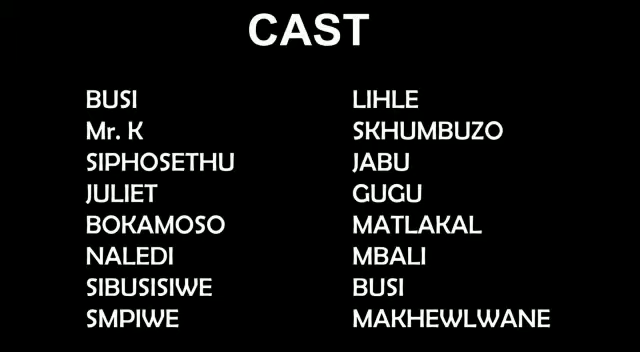 CAST
BUSI
Mr. K
SIPHOSETHU
JULIET
BOKAMOSO
NALEDI
SIBUSISIWE
SMPIWE
LIHLE
SKHUMBUZO
JABU
GUGU
MATLAKAL
MBALI
BUSI
MAKHEWLWANE